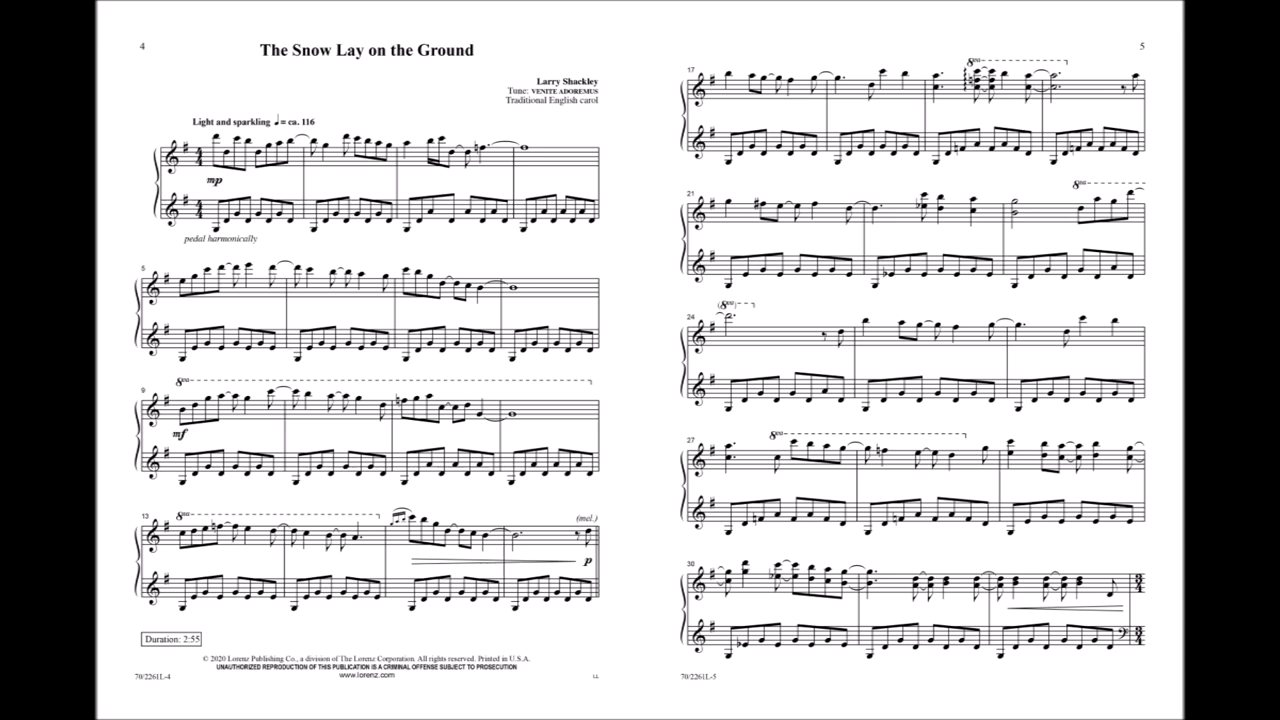 4
The Snow Lay on the Ground
Larry Shackley
Tune: VENITE ADOREMUS
Traditional English carol
Light and sparkling ♩ = ca. 116
mp
pedal harmonically
5
9
8va
mf
13
8va
(mel.)
p
Duration: 2:55
© 2020 Lorenz Publishing Co., a division of The Lorenz Corporation. All rights reserved. Printed in U.S.A.
UNAUTHORIZED REPRODUCTION OF THIS PUBLICATION IS A CRIMINAL OFFENSE SUBJECT TO PROSECUTION
www.lorenz.com
70/2261L-4
LL
5
17
8va
21
8va
24
(8va)
27
8va
30
70/2261L-5